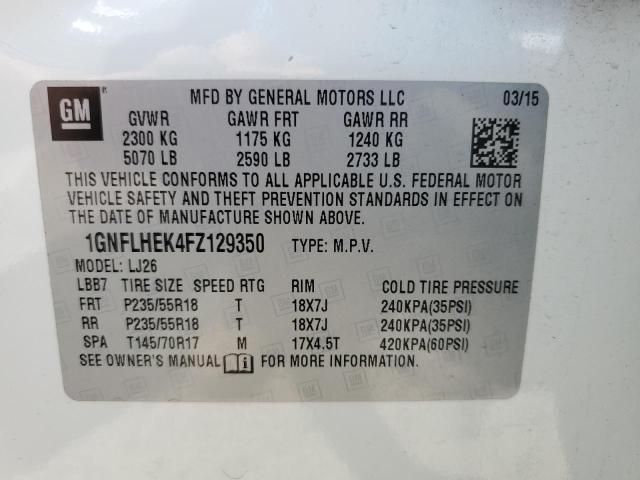 GM ®
MFD BY GENERAL MOTORS LLC 03/15
GVWR GAWR FRT GAWR RR
2300 KG 1175 KG 1240 KG
5070 LB 2590 LB 2733 LB
THIS VEHICLE CONFORMS TO ALL APPLICABLE U.S. FEDERAL MOTOR
VEHICLE SAFETY AND THEFT PREVENTION STANDARDS IN EFFECT ON
THE DATE OF MANUFACTURE SHOWN ABOVE.
1GNFLHEK4FZ129350 TYPE: M.P.V.
MODEL: LJ26
LBB7 TIRE SIZE SPEED RTG RIM COLD TIRE PRESSURE
FRT P235/55R18 T 18X7J 240KPA(35PSI)
RR P235/55R18 T 18X7J 240KPA(35PSI)
SPA T145/70R17 M 17X4.5T 420KPA(60PSI)
SEE OWNER'S MANUAL FOR MORE INFORMATION.